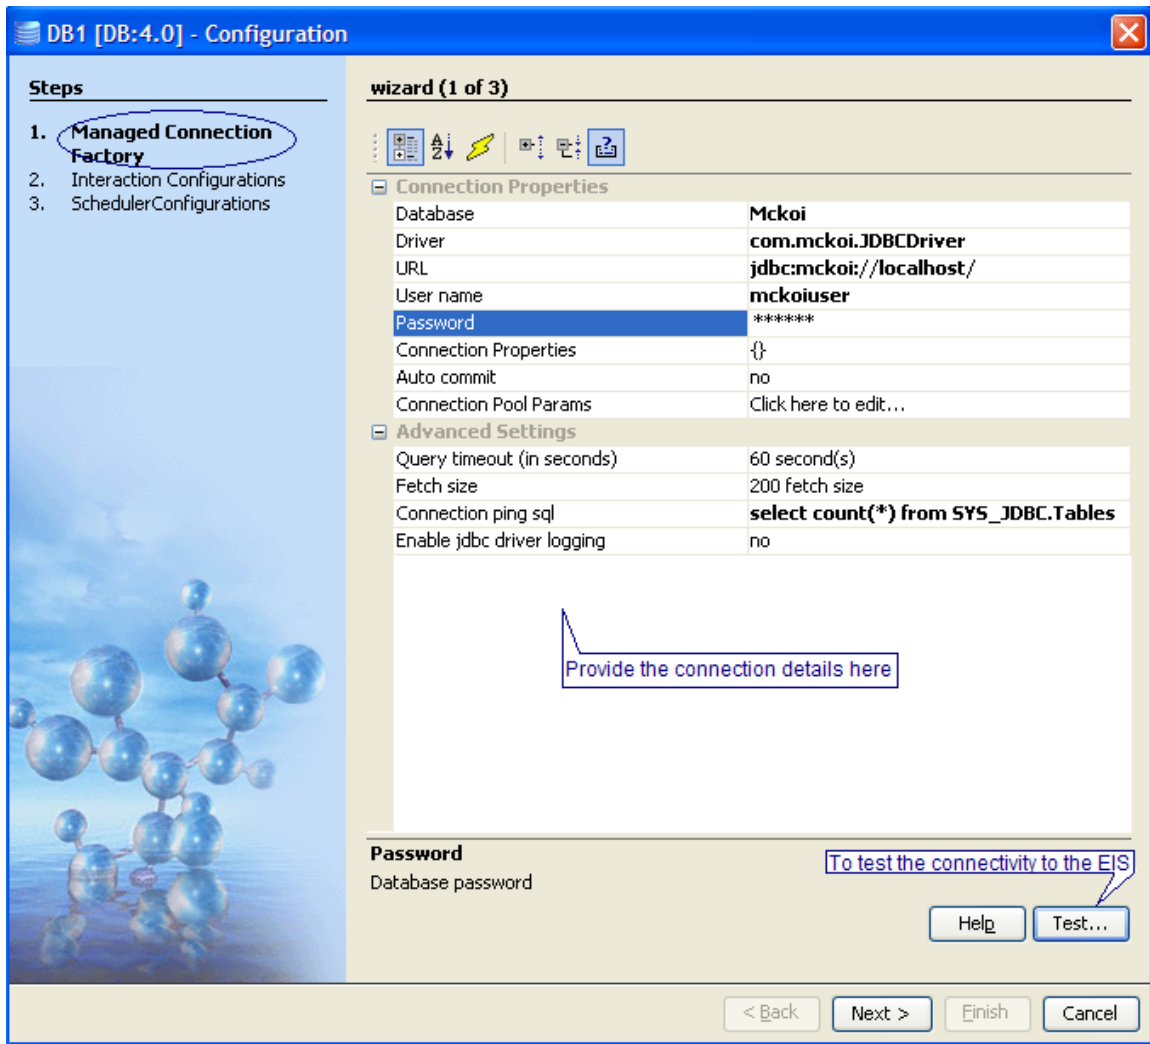 DB1 [DB:4.0] - Configuration
Steps
1. Managed Connection
Factory
2. Interaction Configurations
3. SchedulerConfigurations
wizard (1 of 3)
Connection Properties
Database Mckoi
Driver com.mckoi.JDBCDriver
URL jdbc:mckoi://localhost/
User name mckoiuser
Password ******
Connection Properties {}
Auto commit no
Connection Pool Params Click here to edit...
Advanced Settings
Query timeout (in seconds) 60 second(s)
Fetch size 200 fetch size
Connection ping sql select count(*) from SYS_JDBC.Tables
Enable jdbc driver logging no
Provide the connection details here
Password
Database password
To test the connectivity to the EIS
Help Test...
< Back Next > Finish Cancel